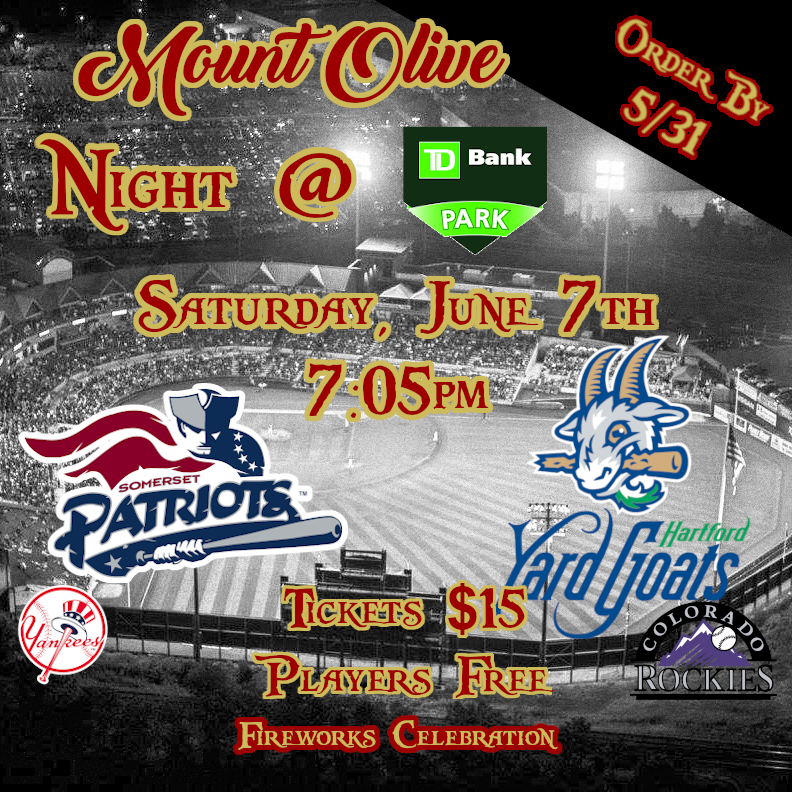 Mount Olive
Order By
5/31
Night @
TD Bank
PARK
Saturday, June 7th
7:05pm
SOMERSET
PATRIOTS
TM
Hartford
Yard Goats
Tickets $15
Yankees
COLORADO
ROCKIES
Players Free
Fireworks Celebration